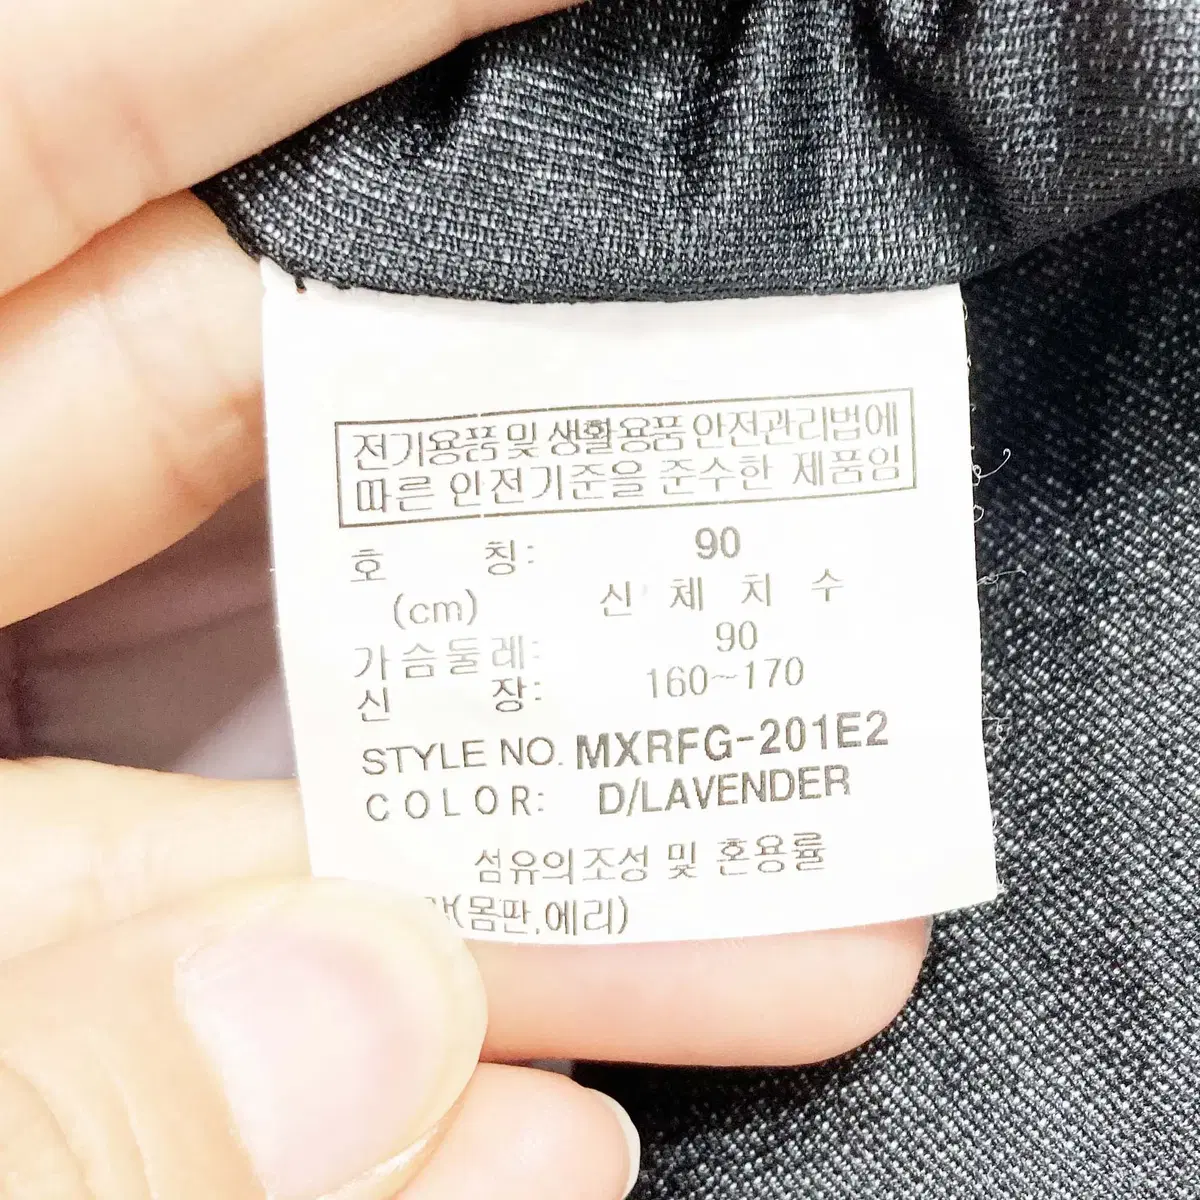 전기용품 및 생활용품 안전관리법에
따른 안전기준을 준수한 제품임
호 칭: 90
(cm) 신 체 치 수
가슴둘레: 90
신 장: 160~170
STYLE NO. MXRFG-201E2
COLOR: D/LAVENDER
섬유의조성 및 혼용률
(몸판,에리)